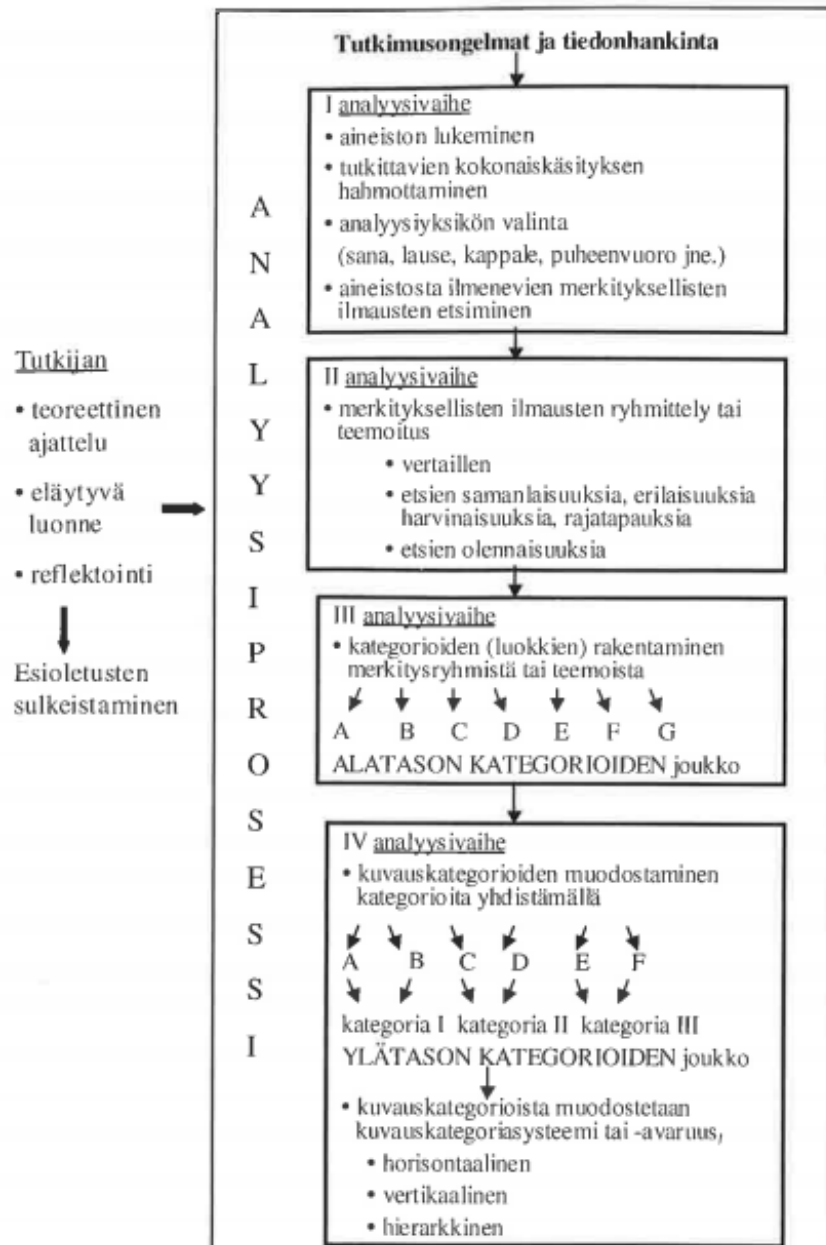 Tutkimusongelmat ja tiedonhankinta
I analyysivaihe
• aineiston lukeminen
• tutkittavien kokonaiskäsityksen
hahmottaminen
• analyysiyksikön valinta
(sana, lause, kappale, puheenvuoro jne.)
• aineistosta ilmenevien merkityksellisten
ilmausten etsiminen
Tutkijan
• teoreettinen
ajattelu
• eläytyvä
luonne
• reflektointi
Esioletusten
sulkeistaminen
A
N
A
L
Y
Y
S
I
P
R
O
S
E
S
S
I
II analyysivaihe
• merkityksellisten ilmausten ryhmittely tai
teemoitus
• vertaillen
• etsien samanlaisuuksia, erilaisuuksia
harvinaisuuksia, rajatapauksia
• etsien olennaisuuksia
III analyysivaihe
• kategorioiden (luokkien) rakentaminen
merkitysryhmistä tai teemoista
A B C D E F G
ALATASON KATEGORIOIDEN joukko
IV analyysivaihe
• kuvauskategorioiden muodostaminen
kategorioita yhdistämällä
A B C D E F
kategoria I kategoria II kategoria III
YLÄTASON KATEGORIOIDEN joukko
• kuvauskategorioista muodostetaan
kuvauskategoriasysteemi tai -avaruus,
• horisontaalinen
• vertikaalinen
• hierarkkinen